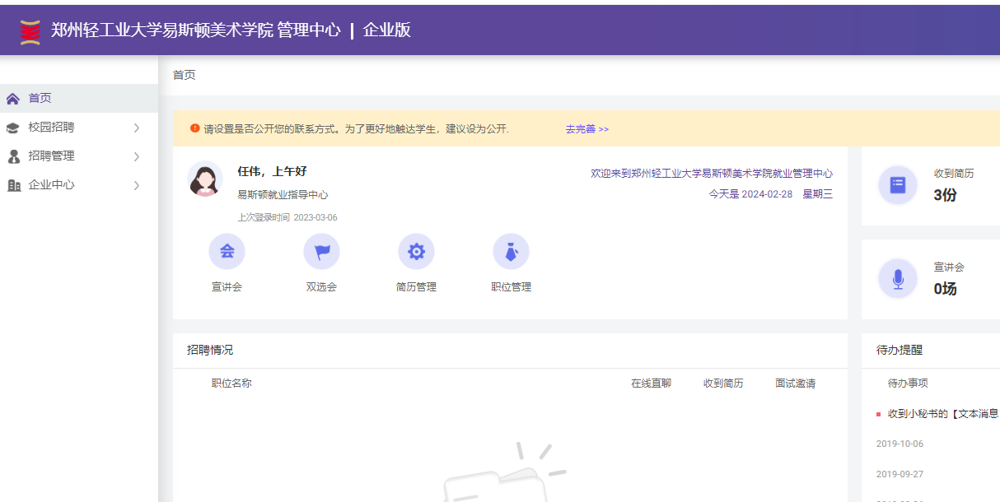 郑州轻工业大学易斯顿美术学院 管理中心 | 企业版
首页
首页
校园招聘
招聘管理
企业中心
请设置是否公开您的联系方式。为了更好地触达学生，建议设为公开. 去完善 >>
任伟，上午好
易斯顿就业指导中心
上次登录时间 2023-03-06
欢迎来到郑州轻工业大学易斯顿美术学院就业管理中心
今天是 2024-02-28 星期三
会
宣讲会
双选会
简历管理
职位管理
收到简历
3份
宣讲会
0场
招聘情况
职位名称 在线直聊 收到简历 面试邀请
待办提醒
待办事项
收到小秘书的【文本消息
2019-10-06
2019-09-27